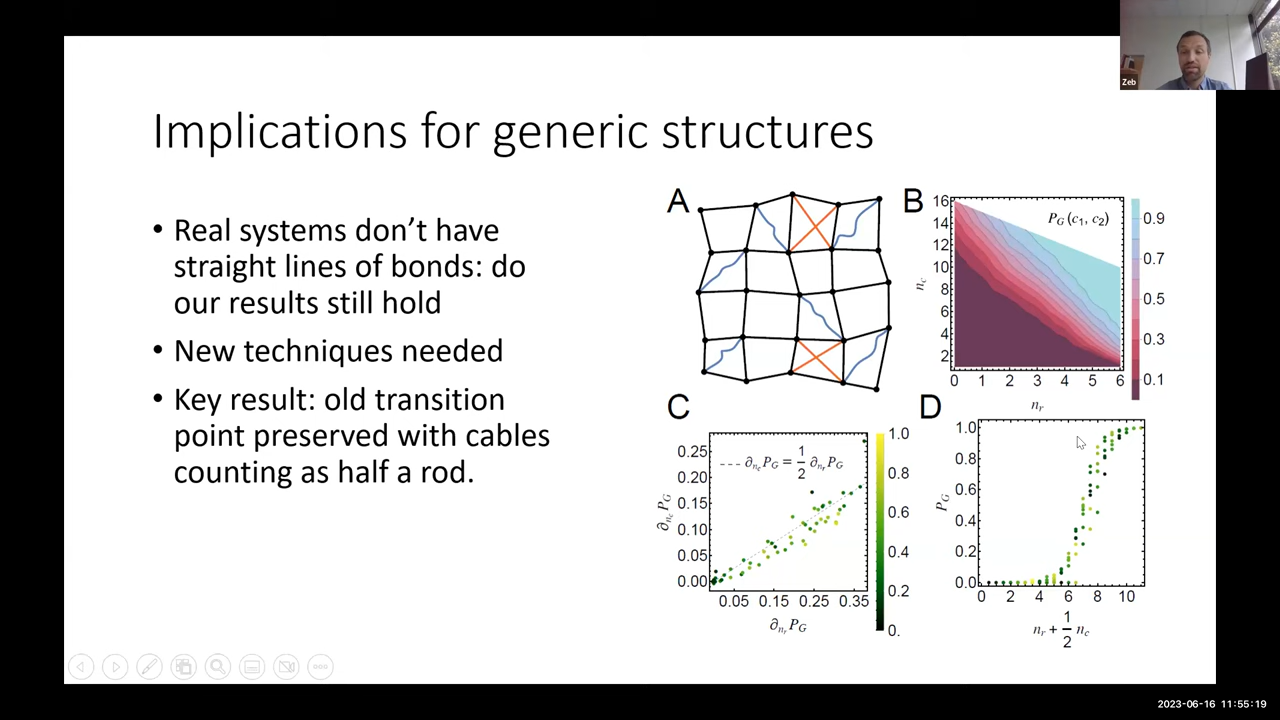 Zeb
Implications for generic structures
• Real systems don’t have
straight lines of bonds: do
our results still hold
• New techniques needed
• Key result: old transition
point preserved with cables
counting as half a rod.
A
B
16
14
12
10
8
6
4
2
n_c
P_G(c_1, c_2)
0 1 2 3 4 5 6
n_r
0.9
0.7
0.5
0.3
0.1
C
0.25
0.20
0.15
0.10
0.05
0.00
∂_{n_c} P_G
--- ∂_{n_c} P_G = 1/2 ∂_{n_r} P_G
0.05 0.15 0.25 0.35
∂_{n_r} P_G
1.0
0.8
0.6
0.4
0.2
0.
D
1.0
0.8
0.6
0.4
0.2
0.0
P_G
0 2 4 6 8 10
n_r + 1/2 n_c
2023-06-16 11:55:19